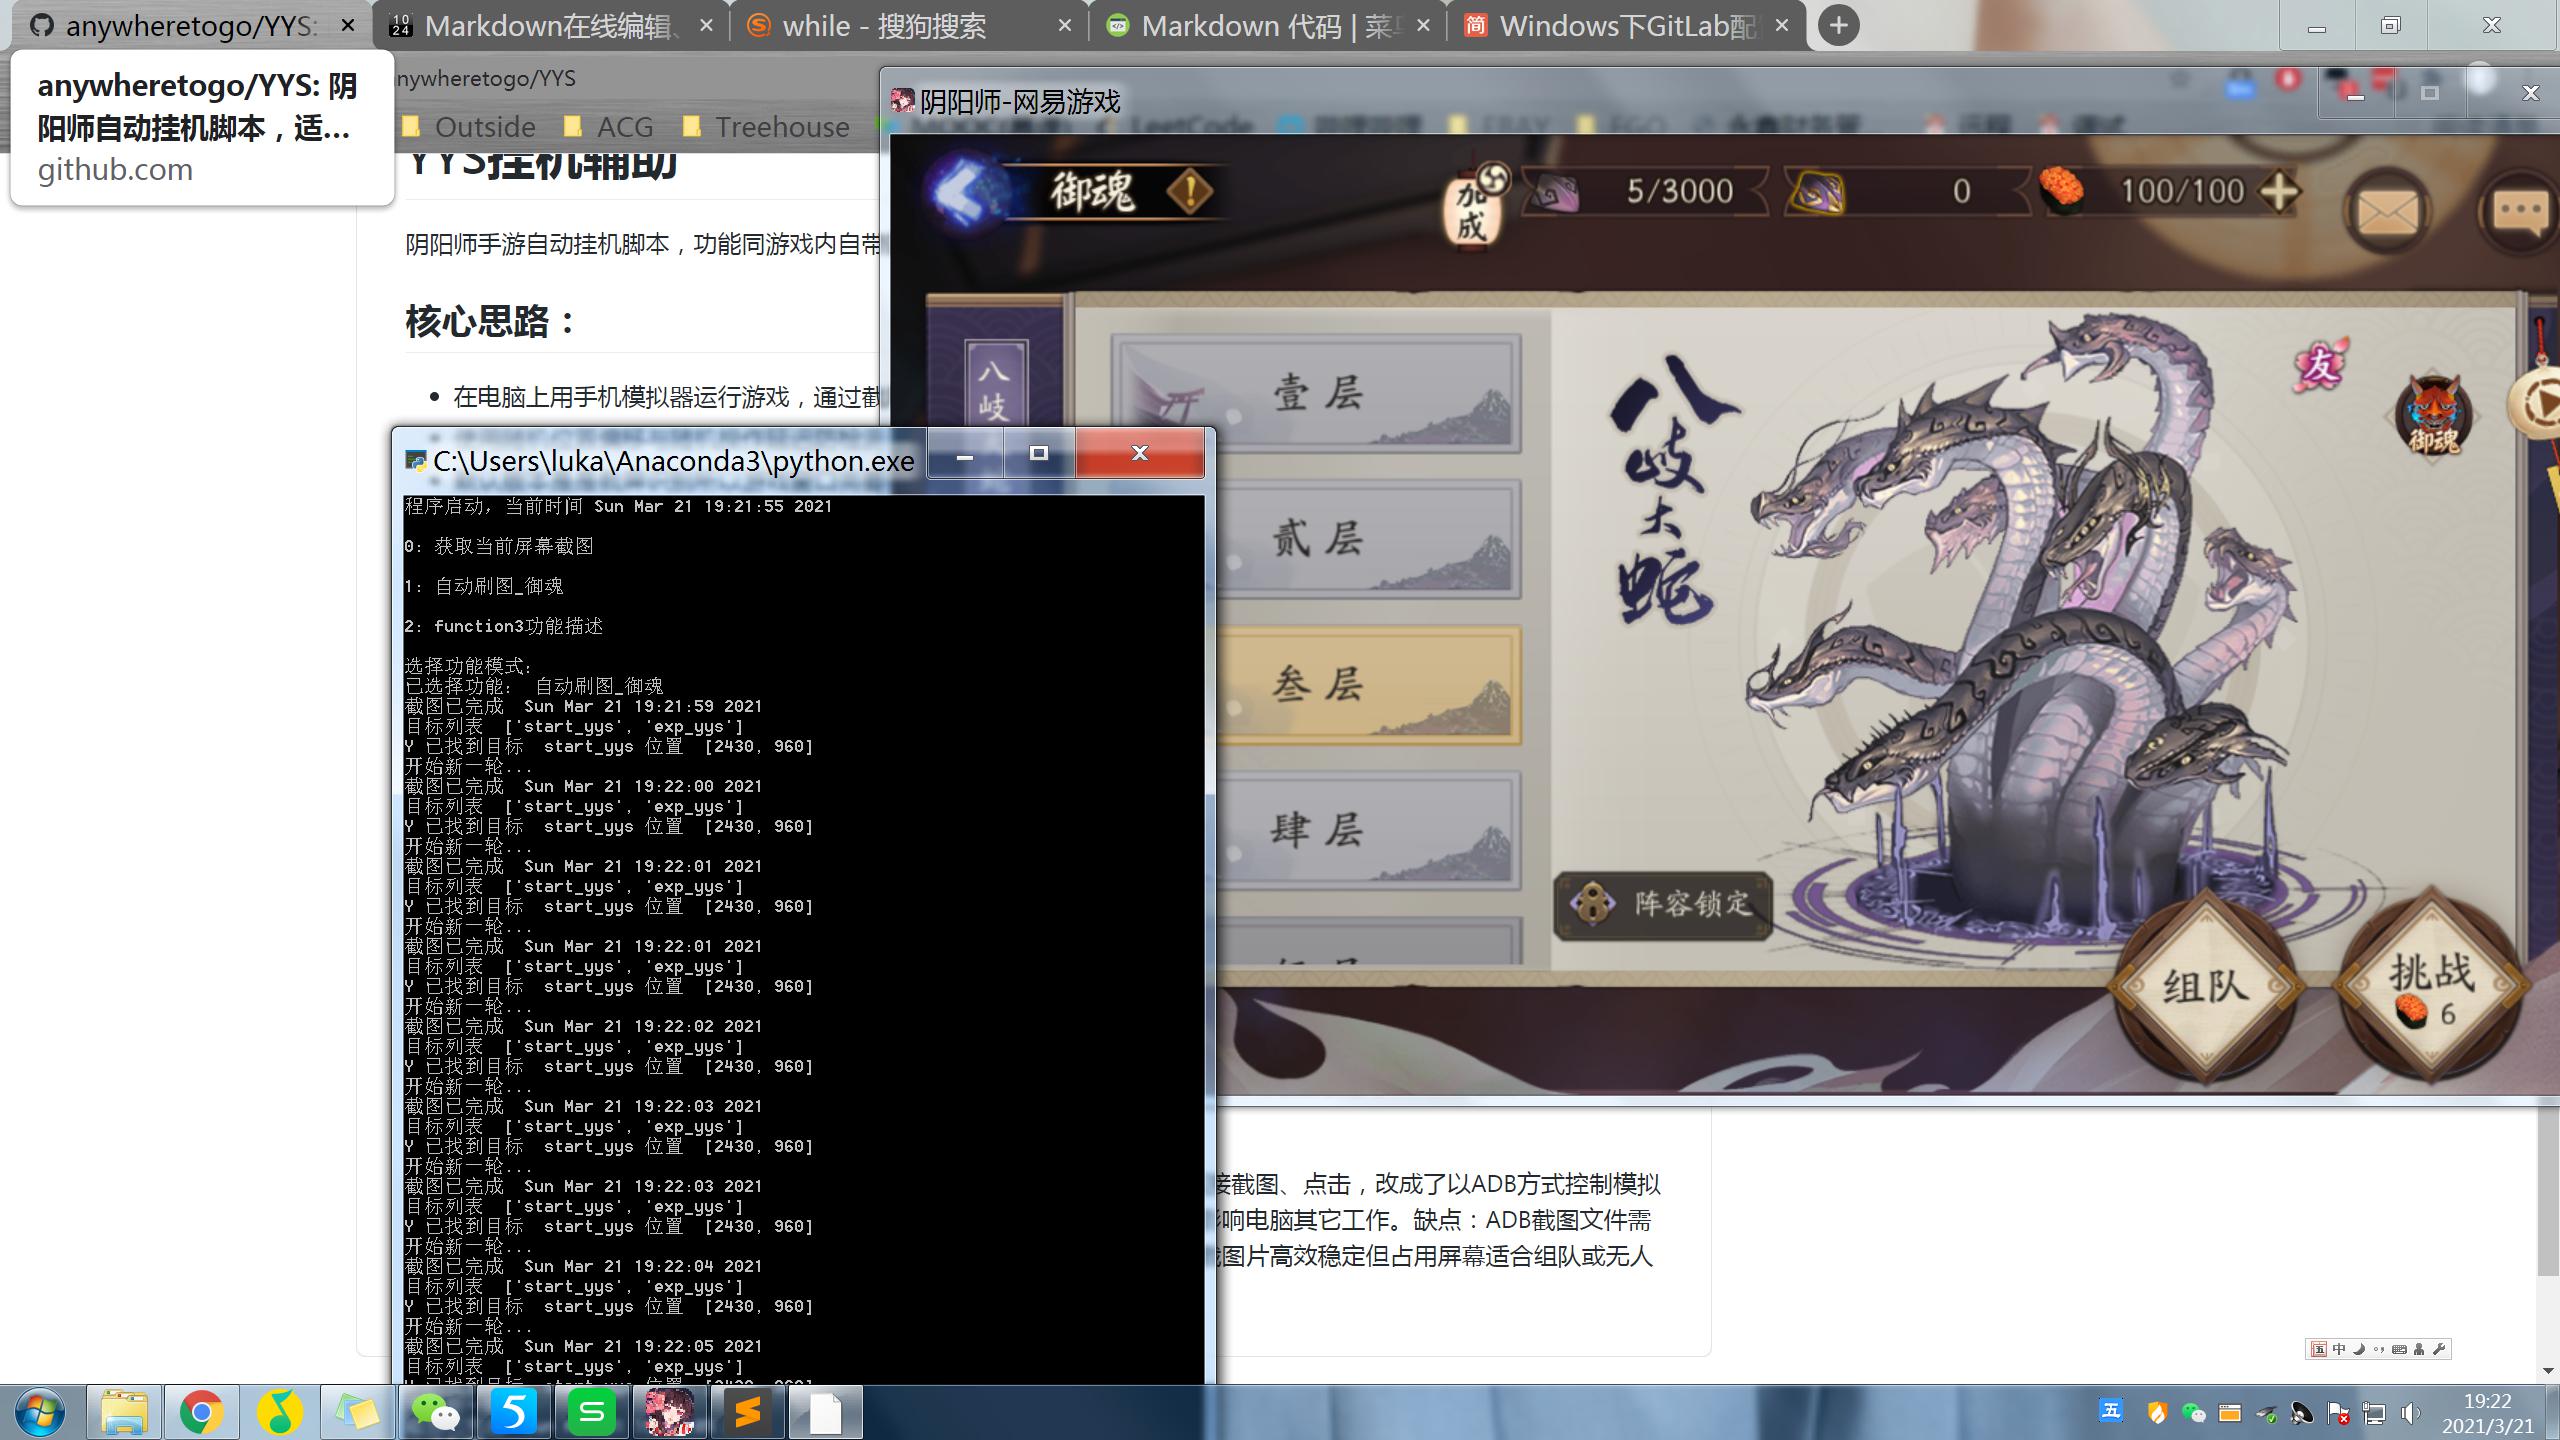 anywheretogo/YYS:
Markdown在线编辑、
while - 搜狗搜索
Markdown 代码 | 菜
Windows下GitLab配
anywheretogo/YYS: 阴
阳师自动挂机脚本，适…
github.com
nywheretogo/YYS
Outside
ACG
Treehouse
YYS挂机辅助
阴阳师手游自动挂机脚本，功能同游戏内自带
核心思路：
在电脑上用手机模拟器运行游戏，通过截
阴阳师-网易游戏
御魂
加成
5/3000
0
100/100
八岐
壹层
贰层
叁层
肆层
八岐大蛇
友
御魂
阵容锁定
组队
挑战
6
C:\Users\luka\Anaconda3\python.exe
程序启动，当前时间 Sun Mar 21 19:21:55 2021
0: 获取当前屏幕截图
1: 自动刷图_御魂
2: function3功能描述
选择功能模式:
已选择功能:  自动刷图_御魂
截图已完成  Sun Mar 21 19:21:59 2021
目标列表  ['start_yys', 'exp_yys']
Y 已找到目标  start_yys 位置  [2430, 960]
开始新一轮...
截图已完成  Sun Mar 21 19:22:00 2021
目标列表  ['start_yys', 'exp_yys']
Y 已找到目标  start_yys 位置  [2430, 960]
开始新一轮...
截图已完成  Sun Mar 21 19:22:01 2021
目标列表  ['start_yys', 'exp_yys']
Y 已找到目标  start_yys 位置  [2430, 960]
开始新一轮...
截图已完成  Sun Mar 21 19:22:01 2021
目标列表  ['start_yys', 'exp_yys']
Y 已找到目标  start_yys 位置  [2430, 960]
开始新一轮...
截图已完成  Sun Mar 21 19:22:02 2021
目标列表  ['start_yys', 'exp_yys']
Y 已找到目标  start_yys 位置  [2430, 960]
开始新一轮...
截图已完成  Sun Mar 21 19:22:03 2021
目标列表  ['start_yys', 'exp_yys']
Y 已找到目标  start_yys 位置  [2430, 960]
开始新一轮...
截图已完成  Sun Mar 21 19:22:03 2021
目标列表  ['start_yys', 'exp_yys']
Y 已找到目标  start_yys 位置  [2430, 960]
开始新一轮...
截图已完成  Sun Mar 21 19:22:04 2021
目标列表  ['start_yys', 'exp_yys']
Y 已找到目标  start_yys 位置  [2430, 960]
开始新一轮...
截图已完成  Sun Mar 21 19:22:05 2021
目标列表  ['start_yys', 'exp_yys']
接截图、点击，改成了以ADB方式控制模拟
影响电脑其它工作。缺点：ADB截图文件需
图片高效稳定但占用屏幕适合组队或无人
五 中
五
19:22
2021/3/21